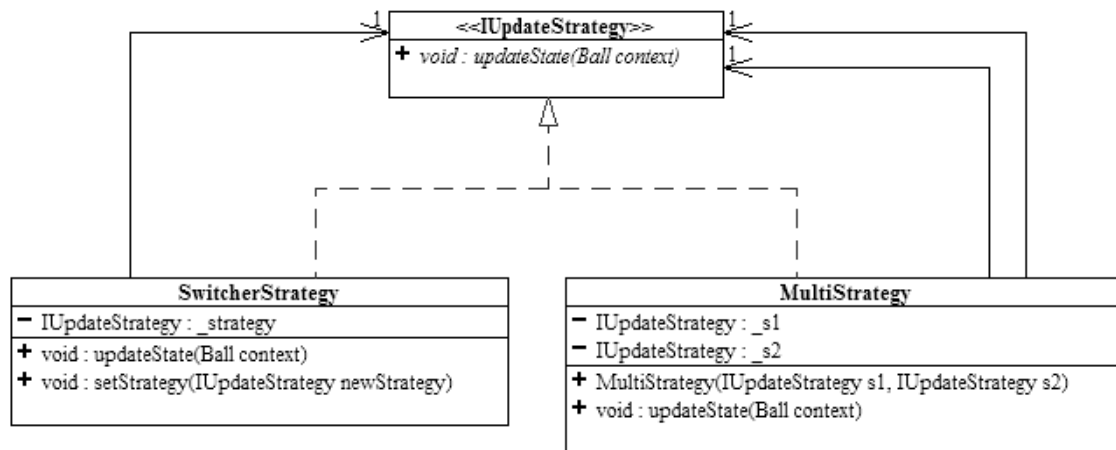 1 <<IUpdateStrategy>> 1
+ void : updateState(Ball context) 1
SwitcherStrategy
- IUpdateStrategy : _strategy
+ void : updateState(Ball context)
+ void : setStrategy(IUpdateStrategy newStrategy)
MultiStrategy
- IUpdateStrategy : _s1
- IUpdateStrategy : _s2
+ MultiStrategy(IUpdateStrategy s1, IUpdateStrategy s2)
+ void : updateState(Ball context)